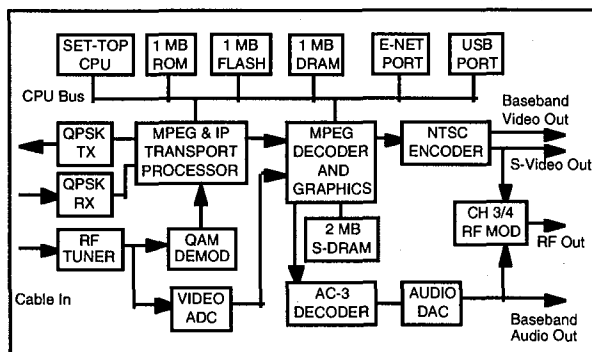 SET-TOP
CPU
1 MB
ROM
1 MB
FLASH
1 MB
DRAM
E-NET
PORT
USB
PORT
CPU Bus
Baseband
Video Out
QPSK
TX
MPEG & IP
TRANSPORT
PROCESSOR
MPEG
DECODER
AND
GRAPHICS
NTSC
ENCODER
S-Video Out
QPSK
RX
CH 3/4
RF MOD
RF Out
RF
TUNER
QAM
DEMOD
2 MB
S-DRAM
Cable In
VIDEO
ADC
AC-3
DECODER
AUDIO
DAC
Baseband
Audio Out